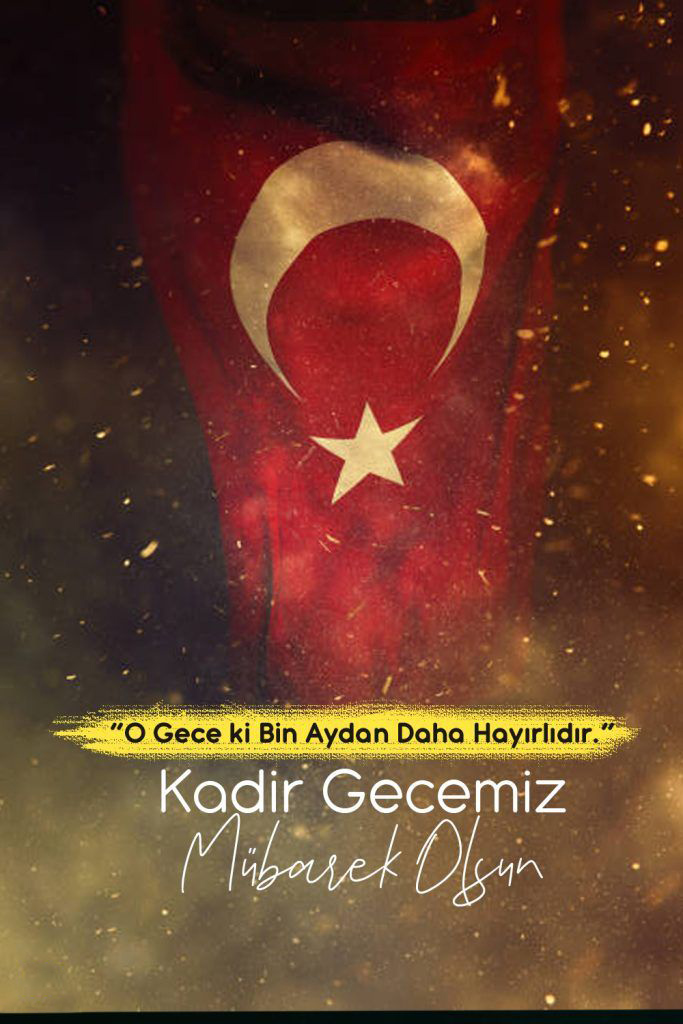 “O Gece ki Bin Aydan Daha Hayırlıdır.”
Kadir Gecemiz
Mübarek Olsun